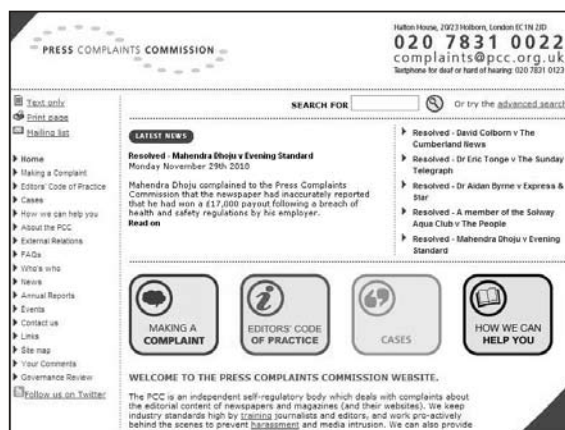 PRESS COMPLAINTS COMMISSION
Halton House, 20/23 Holborn, London EC1N 2JD
020 7831 0022
complaints@pcc.org.uk
Textphone for deaf or hard of hearing: 020 7831 0123
Text only
Print page
Mailing list
Home
Making a Complaint
Editors' Code of Practice
Cases
How we can help you
About the PCC
External Relations
FAQs
Who's who
News
Annual Reports
Events
Contact us
Links
Site map
Your Comments
Governance Review
Follow us on Twitter
SEARCH FOR
Or try the advanced search
LATEST NEWS
Resolved - Mahendra Dhoju v Evening Standard
Monday November 29th 2010
Mahendra Dhoju complained to the Press Complaints
Commission that the newspaper had inaccurately reported
that he had won a £17,000 payout following a breach of
health and safety regulations by his employer.
Read on
Resolved - David Colborn v The
Cumberland News
Resolved - Dr Eric Tonge v The Sunday
Telegraph
Resolved - Dr Aidan Byrne v Express &
Star
Resolved - A member of the Solway
Aqua Club v The People
Resolved - Mahendra Dhoju v Evening
Standard
MAKING A
COMPLAINT
EDITORS' CODE
OF PRACTICE
CASES
HOW WE CAN
HELP YOU
WELCOME TO THE PRESS COMPLAINTS COMMISSION WEBSITE.
The PCC is an independent self-regulatory body which deals with complaints about
the editorial content of newspapers and magazines (and their websites). We keep
industry standards high by training journalists and editors, and work pro-actively
behind the scenes to prevent harassment and media intrusion. We can also provide